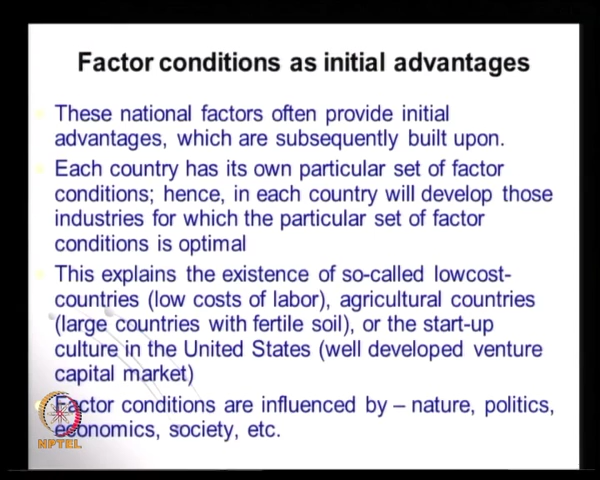 Factor conditions as initial advantages
These national factors often provide initial
advantages, which are subsequently built upon.
Each country has its own particular set of factor
conditions; hence, in each country will develop those
industries for which the particular set of factor
conditions is optimal
This explains the existence of so-called lowcost-
countries (low costs of labor), agricultural countries
(large countries with fertile soil), or the start-up
culture in the United States (well developed venture
capital market)
Factor conditions are influenced by – nature, politics,
economics, society, etc.
NPTEL